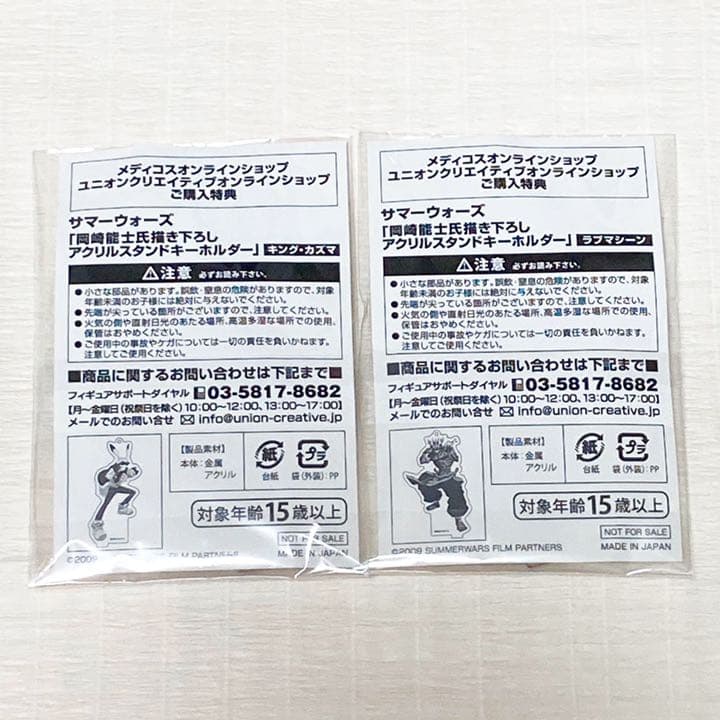 メディコスオンラインショップ
ユニオンクリエイティブオンラインショップ
ご購入特典
サマーウォーズ
「岡崎能士氏描き下ろし
アクリルスタンドキーホルダー」 キング・カズマ
注意 必ずお読み下さい。
●小さな部品があります。誤飲・窒息の危険がありますので、対象
年齢未満のお子様には絶対に与えないでください。
●先端が尖っている箇所がございますので、注意してください。
●火気の側や直射日光のあたる場所、高温多湿な場所での使用、
保管はおやめください。
●ご使用中の事故やケガについては一切の責任を負いかねます。
注意してご使用ください。
■商品に関するお問い合わせは下記まで■
フィギュアサポートダイヤル 03-5817-8682
[月〜金曜日(祝祭日を除く)10:00〜12:00、13:00〜17:00]
メールでのお問い合せ info@union-creative.jp
【製品素材】
本体:金属
アクリル
紙
台紙
プラ
袋(外装):PP
対象年齢15歳以上
NOT FOR SALE
©2009 SUMMERWARS FILM PARTNERS
MADE IN JAPAN
メディコスオンラインショップ
ユニオンクリエイティブオンラインショップ
ご購入特典
サマーウォーズ
「岡崎能士氏描き下ろし
アクリルスタンドキーホルダー」 ラブマシーン
注意 必ずお読み下さい。
●小さな部品があります。誤飲・窒息の危険がありますので、対象
年齢未満のお子様には絶対に与えないでください。
●先端が尖っている箇所がございますので、注意してください。
●火気の側や直射日光のあたる場所、高温多湿な場所での使用、
保管はおやめください。
●ご使用中の事故やケガについては一切の責任を負いかねます。
注意してご使用ください。
■商品に関するお問い合わせは下記まで■
フィギュアサポートダイヤル 03-5817-8682
[月〜金曜日(祝祭日を除く)10:00〜12:00、13:00〜17:00]
メールでのお問い合せ info@union-creative.jp
【製品素材】
本体:金属
アクリル
紙
台紙
プラ
袋(外装):PP
対象年齢15歳以上
NOT FOR SALE
©2009 SUMMERWARS FILM PARTNERS
MADE IN JAPAN